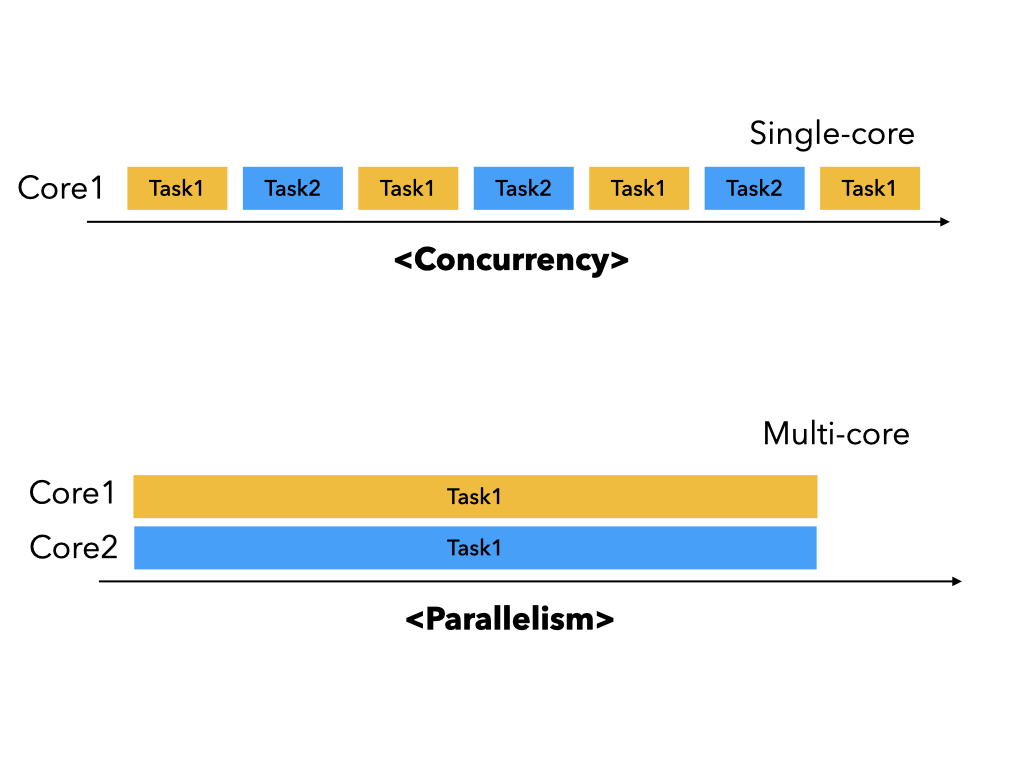 Single-core
Core1 Task1 Task2 Task1 Task2 Task1 Task2 Task1
<Concurrency>
Multi-core
Core1 Task1
Core2 Task1
<Parallelism>